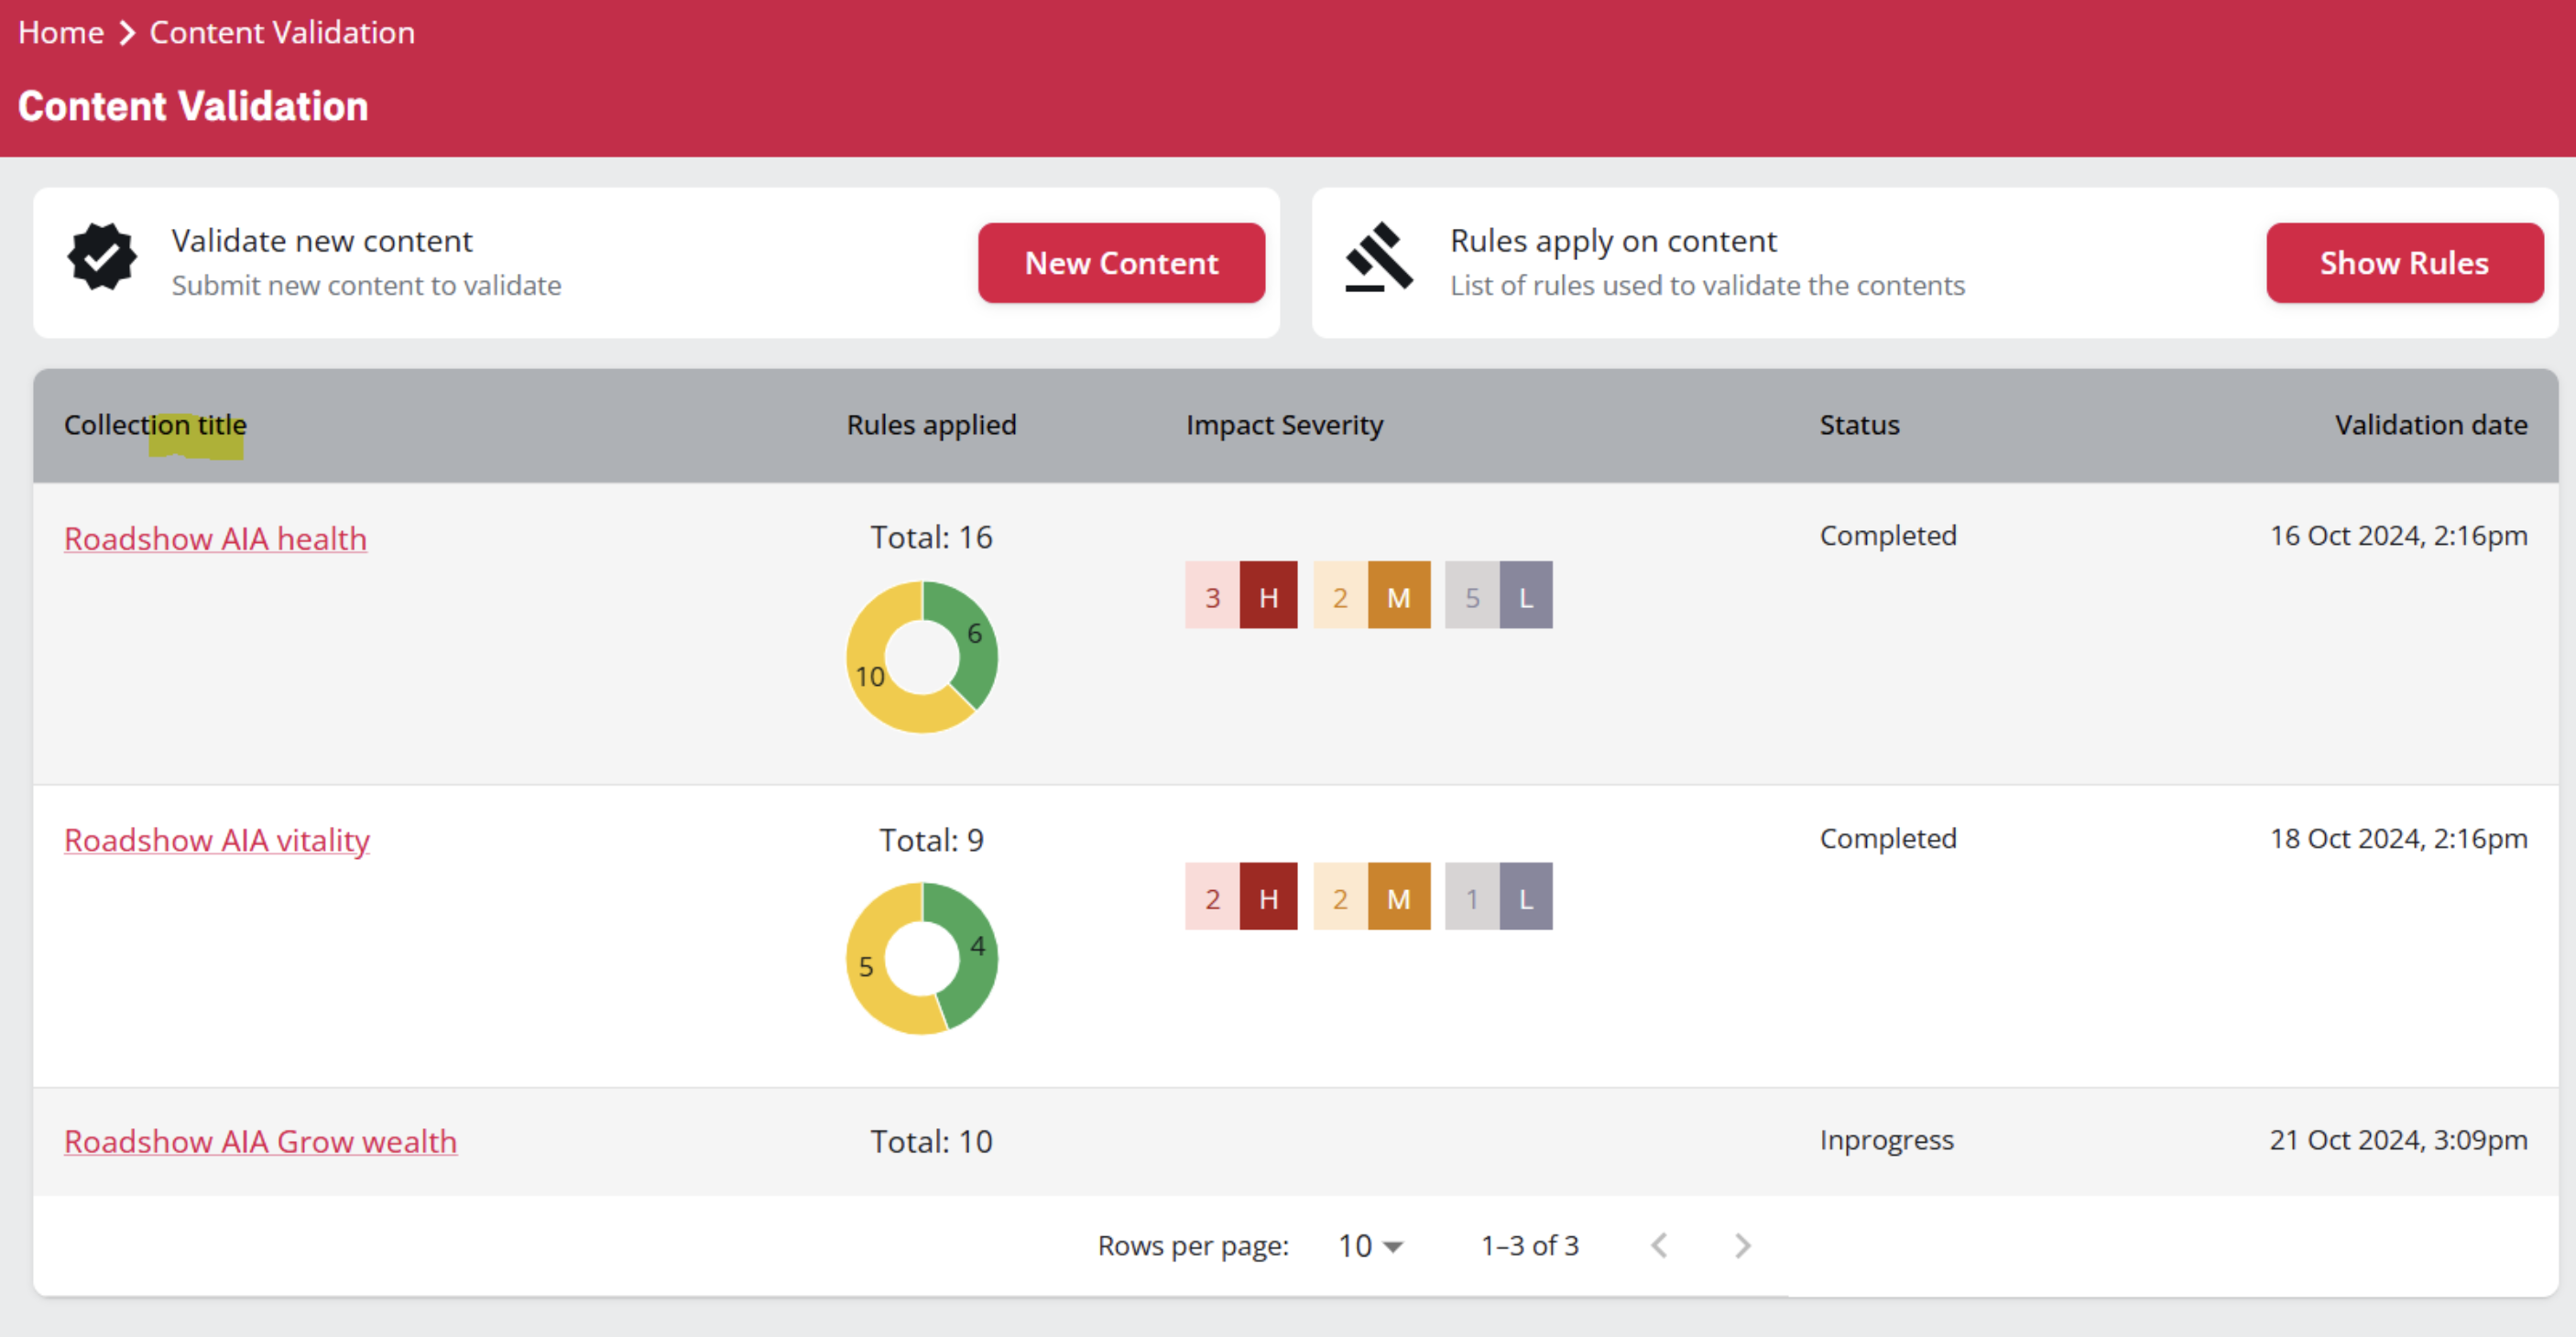 Home > Content Validation
Content Validation
Validate new content
Submit new content to validate
New Content
Rules apply on content
List of rules used to validate the contents
Show Rules
Collection title Rules applied Impact Severity Status Validation date
Roadshow AIA health Total: 16 Completed 16 Oct 2024, 2:16pm
3 H 2 M 5 L
6
10
Roadshow AIA vitality Total: 9 Completed 18 Oct 2024, 2:16pm
2 H 2 M 1 L
4
5
Roadshow AIA Grow wealth Total: 10 Inprogress 21 Oct 2024, 3:09pm
Rows per page: 10 1–3 of 3